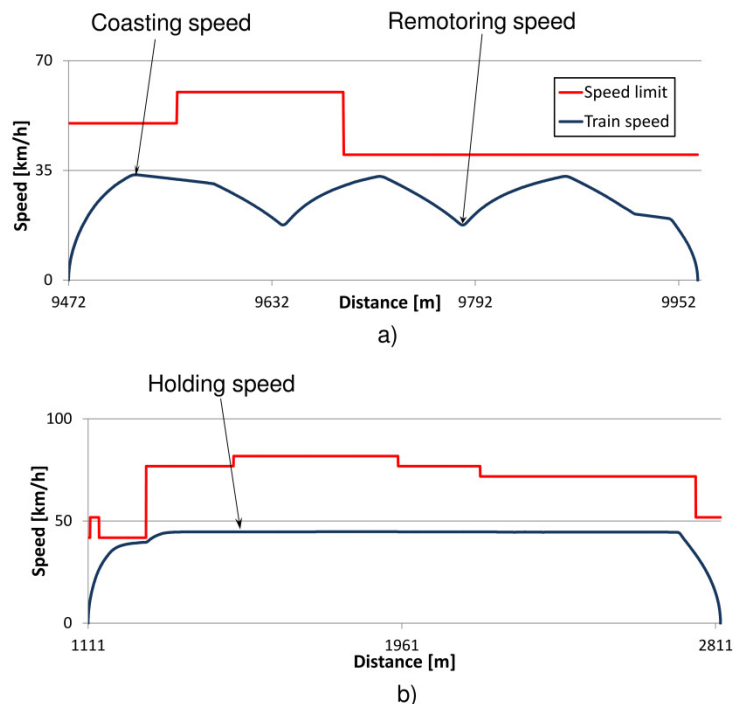 Coasting speed
Remotoring speed
70
Speed limit
Train speed
35
Speed [km/h]
0
9472
9632
Distance [m]
9792
9952
a)
Holding speed
100
50
Speed [km/h]
0
1111
1961
2811
Distance [m]
b)